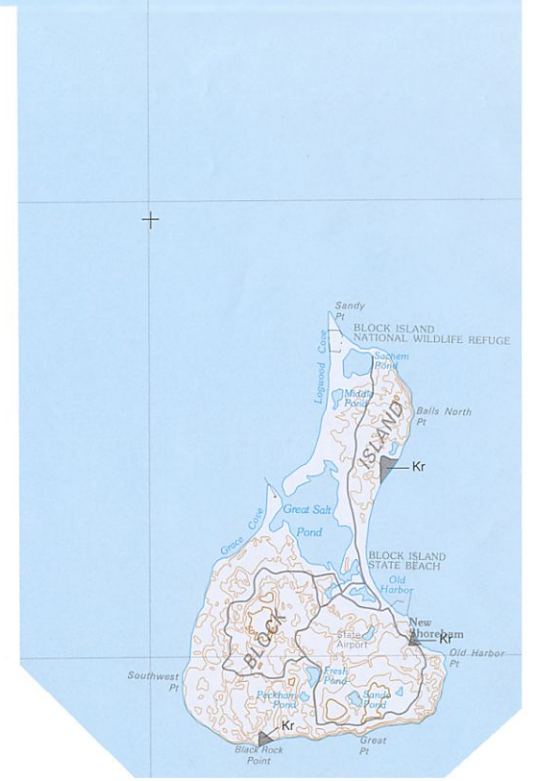 Sandy
Pt
BLOCK ISLAND
NATIONAL WILDLIFE REFUGE
Logwood Cove
Sachem
Pond
Middle
Pond
Balls North
Pt
ISLAND
Kr
Great Salt
Pond
Grace Cove
BLOCK ISLAND
STATE BEACH
Old
Harbor
New
Shoreham
Kr
BLOCK
State
Airport
Old Harbor
Pt
Southwest
Pt
Fresh
Pond
Peckham
Pond
Sands
Pond
Kr
Black Rock
Point
Great
Pt